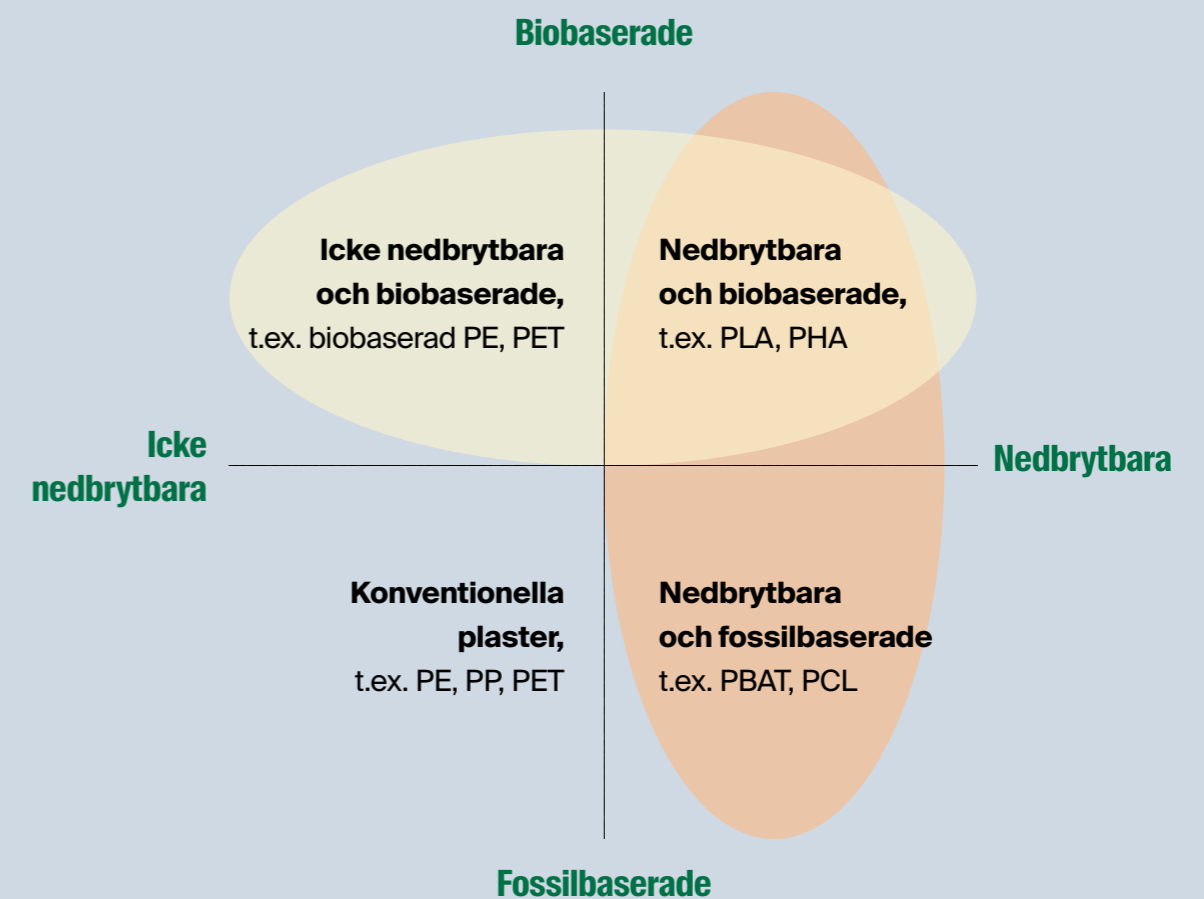 Biobaserade
Icke nedbrytbara
och biobaserade,
t.ex. biobaserad PE, PET
Nedbrytbara
och biobaserade,
t.ex. PLA, PHA
Icke
nedbrytbara
Nedbrytbara
Konventionella
plaster,
t.ex. PE, PP, PET
Nedbrytbara
och fossilbaserade
t.ex. PBAT, PCL
Fossilbaserade